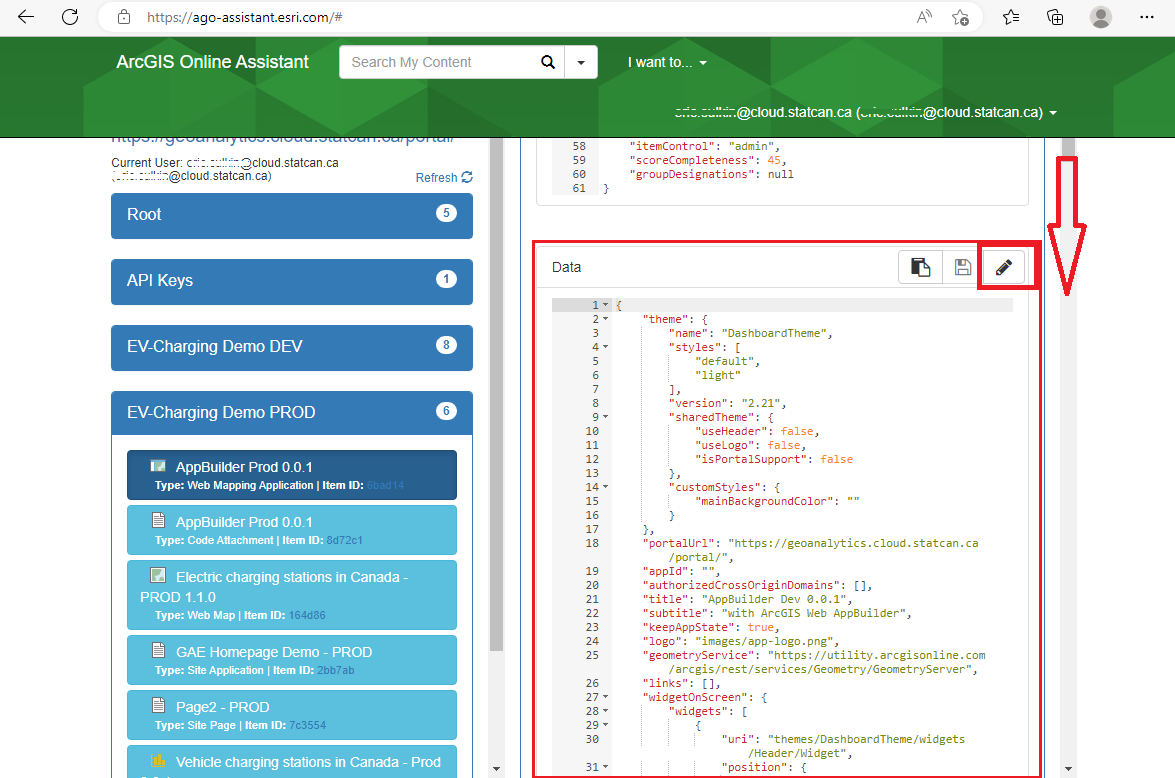 https://ago-assistant.esri.com/#
ArcGIS Online Assistant
Search My Content
I want to...
@cloud.statcan.ca ( @cloud.statcan.ca)
https://geoanalytics.cloud.statcan.ca/portal/
Current User: @cloud.statcan.ca
@cloud.statcan.ca)
Refresh
Root 5
API Keys 1
EV-Charging Demo DEV 8
EV-Charging Demo PROD 6
AppBuilder Prod 0.0.1
Type: Web Mapping Application | Item ID: 6bad14
AppBuilder Prod 0.0.1
Type: Code Attachment | Item ID: 8d72c1
Electric charging stations in Canada -
PROD 1.1.0
Type: Web Map | Item ID: 164d86
GAE Homepage Demo - PROD
Type: Site Application | Item ID: 2bb7ab
Page2 - PROD
Type: Site Page | Item ID: 7c3554
Vehicle charging stations in Canada - Prod
58 "itemControl": "admin",
59 "scoreCompleteness": 45,
60 "groupDesignations": null
61 }
Data
1 {
2 "theme": {
3 "name": "DashboardTheme",
4 "styles": [
5 "default",
6 "light"
7 ],
8 "version": "2.21",
9 "sharedTheme": {
10 "useHeader": false,
11 "useLogo": false,
12 "isPortalSupport": false
13 },
14 "customStyles": {
15 "mainBackgroundColor": ""
16 }
17 },
18 "portalUrl": "https://geoanalytics.cloud.statcan.ca
/portal/",
19 "appId": "",
20 "authorizedCrossOriginDomains": [],
21 "title": "AppBuilder Dev 0.0.1",
22 "subtitle": "with ArcGIS Web AppBuilder",
23 "keepAppState": true,
24 "logo": "images/app-logo.png",
25 "geometryService": "https://utility.arcgisonline.com
/arcgis/rest/services/Geometry/GeometryServer",
26 "links": [],
27 "widgetOnScreen": {
28 "widgets": [
29 {
30 "uri": "themes/DashboardTheme/widgets
/Header/Widget",
31 "position": {